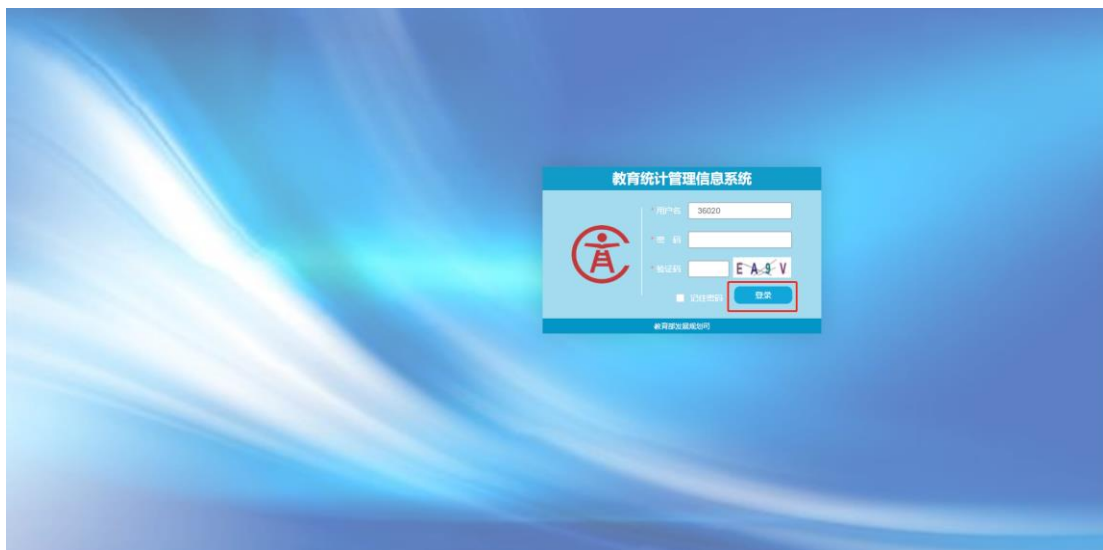 教育统计管理信息系统
* 用户名 36020
* 密 码
* 验证码 E A 9 V
记住密码 登录
教育部发展规划司